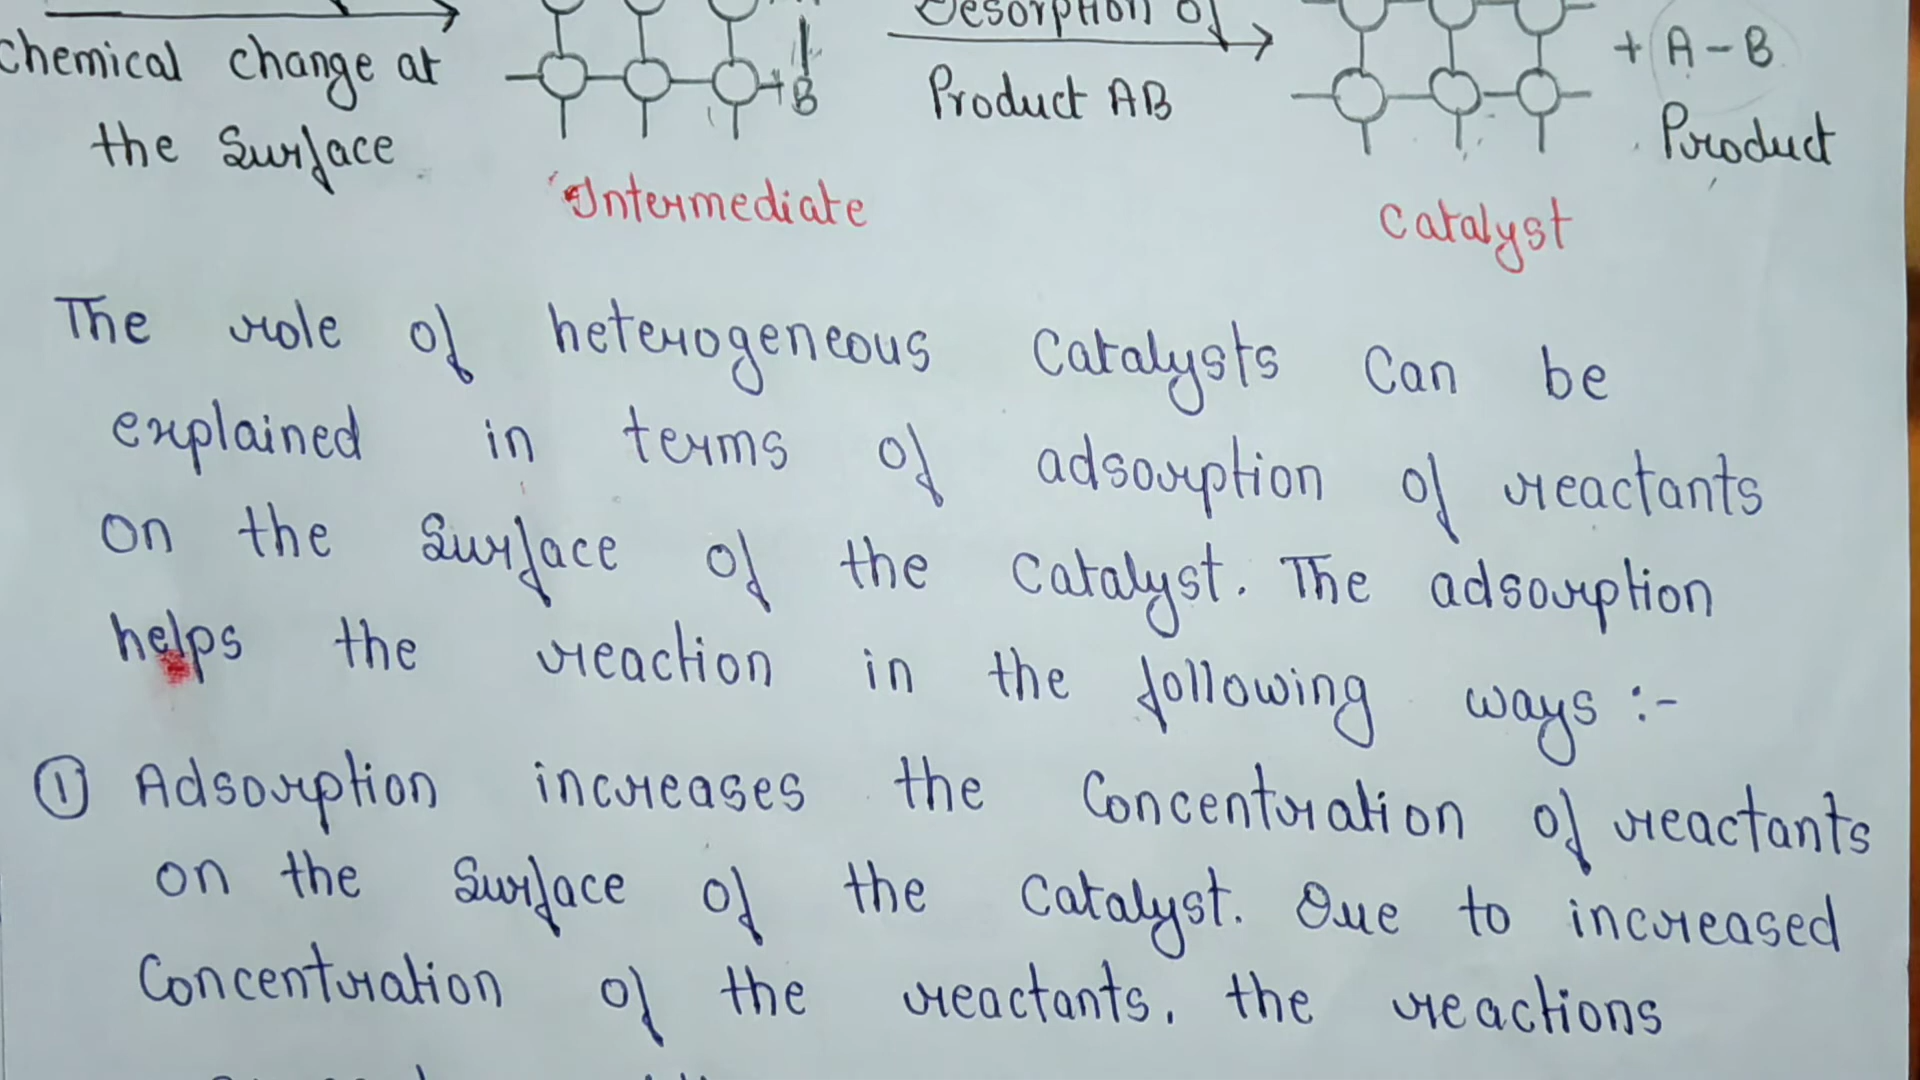 Desorption of
Chemical change at
the Surface
+B
Product AB
+ A - B
Product
Intermediate
Catalyst
The role of heterogeneous Catalysts Can be
explained in terms of adsorption of reactants
on the Surface of the Catalyst. The adsorption
helps the reaction in the following ways :-
① Adsorption increases the Concentration of reactants
on the Surface of the Catalyst. Due to increased
Concentration of the reactants, the reactions